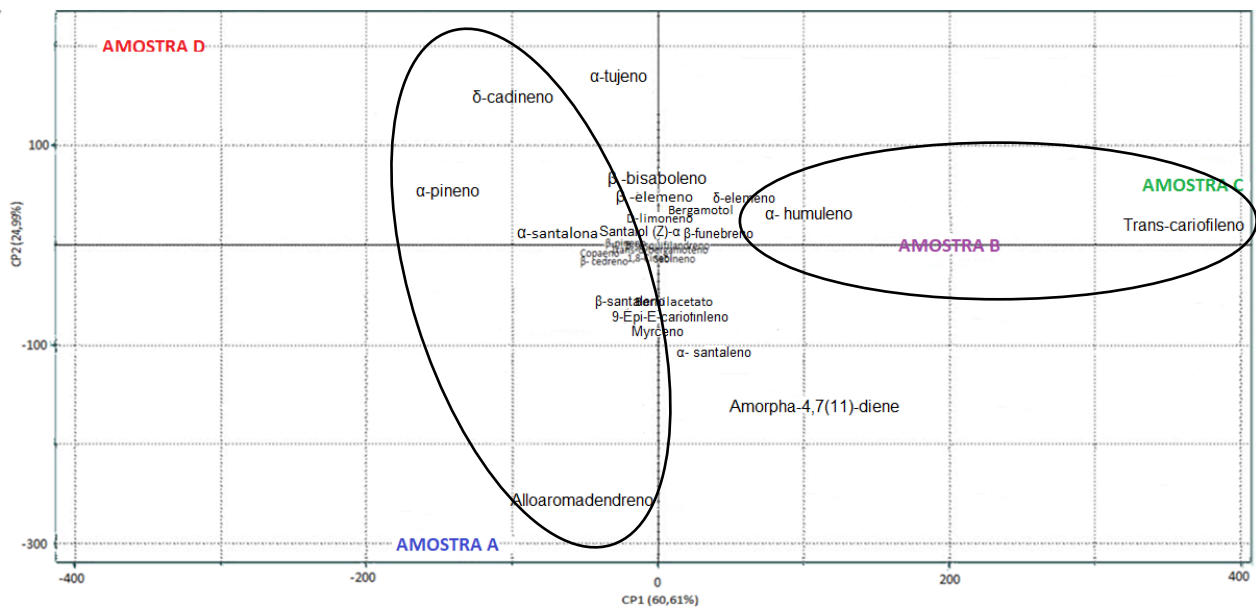 AMOSTRA D
α-tujeno
δ-cadineno
100
β -bisaboleno
AMOSTRA C
α-pineno
β -elemeno
δ-elemeno
Bergamotol
α- humuleno
D-limoneno
Trans-cariofileno
α-santalona
Santalol (Z)-α
β-funebreno
AMOSTRA B
Copaeno
β- cedreno
β-santaleno
acetato
9-Epi-E-cariofinleno
Myrceno
-100
α- santaleno
Amorpha-4,7(11)-diene
Alloaromadendreno
AMOSTRA A
-300
-400
-200
0
200
400
CP1 (60,61%)
CP2 (24,99%)